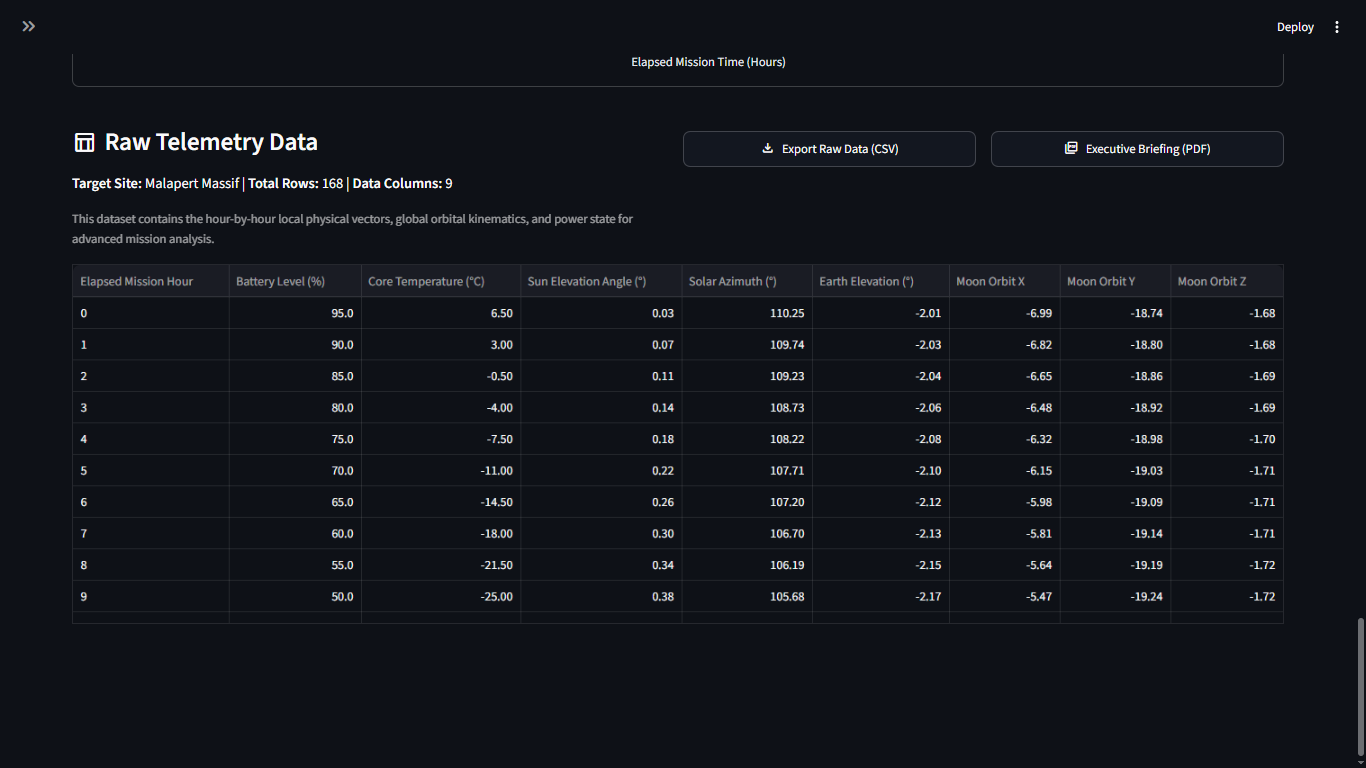 Deploy
Elapsed Mission Time (Hours)
Raw Telemetry Data
Export Raw Data (CSV)
Executive Briefing (PDF)
Target Site: Malapert Massif | Total Rows: 168 | Data Columns: 9
This dataset contains the hour-by-hour local physical vectors, global orbital kinematics, and power state for
advanced mission analysis.
Elapsed Mission Hour Battery Level (%) Core Temperature (°C) Sun Elevation Angle (°) Solar Azimuth (°) Earth Elevation (°) Moon Orbit X Moon Orbit Y Moon Orbit Z
0 95.0 6.50 0.03 110.25 -2.01 -6.99 -18.74 -1.68
1 90.0 3.00 0.07 109.74 -2.03 -6.82 -18.80 -1.68
2 85.0 -0.50 0.11 109.23 -2.04 -6.65 -18.86 -1.69
3 80.0 -4.00 0.14 108.73 -2.06 -6.48 -18.92 -1.69
4 75.0 -7.50 0.18 108.22 -2.08 -6.32 -18.98 -1.70
5 70.0 -11.00 0.22 107.71 -2.10 -6.15 -19.03 -1.71
6 65.0 -14.50 0.26 107.20 -2.12 -5.98 -19.09 -1.71
7 60.0 -18.00 0.30 106.70 -2.13 -5.81 -19.14 -1.71
8 55.0 -21.50 0.34 106.19 -2.15 -5.64 -19.19 -1.72
9 50.0 -25.00 0.38 105.68 -2.17 -5.47 -19.24 -1.72